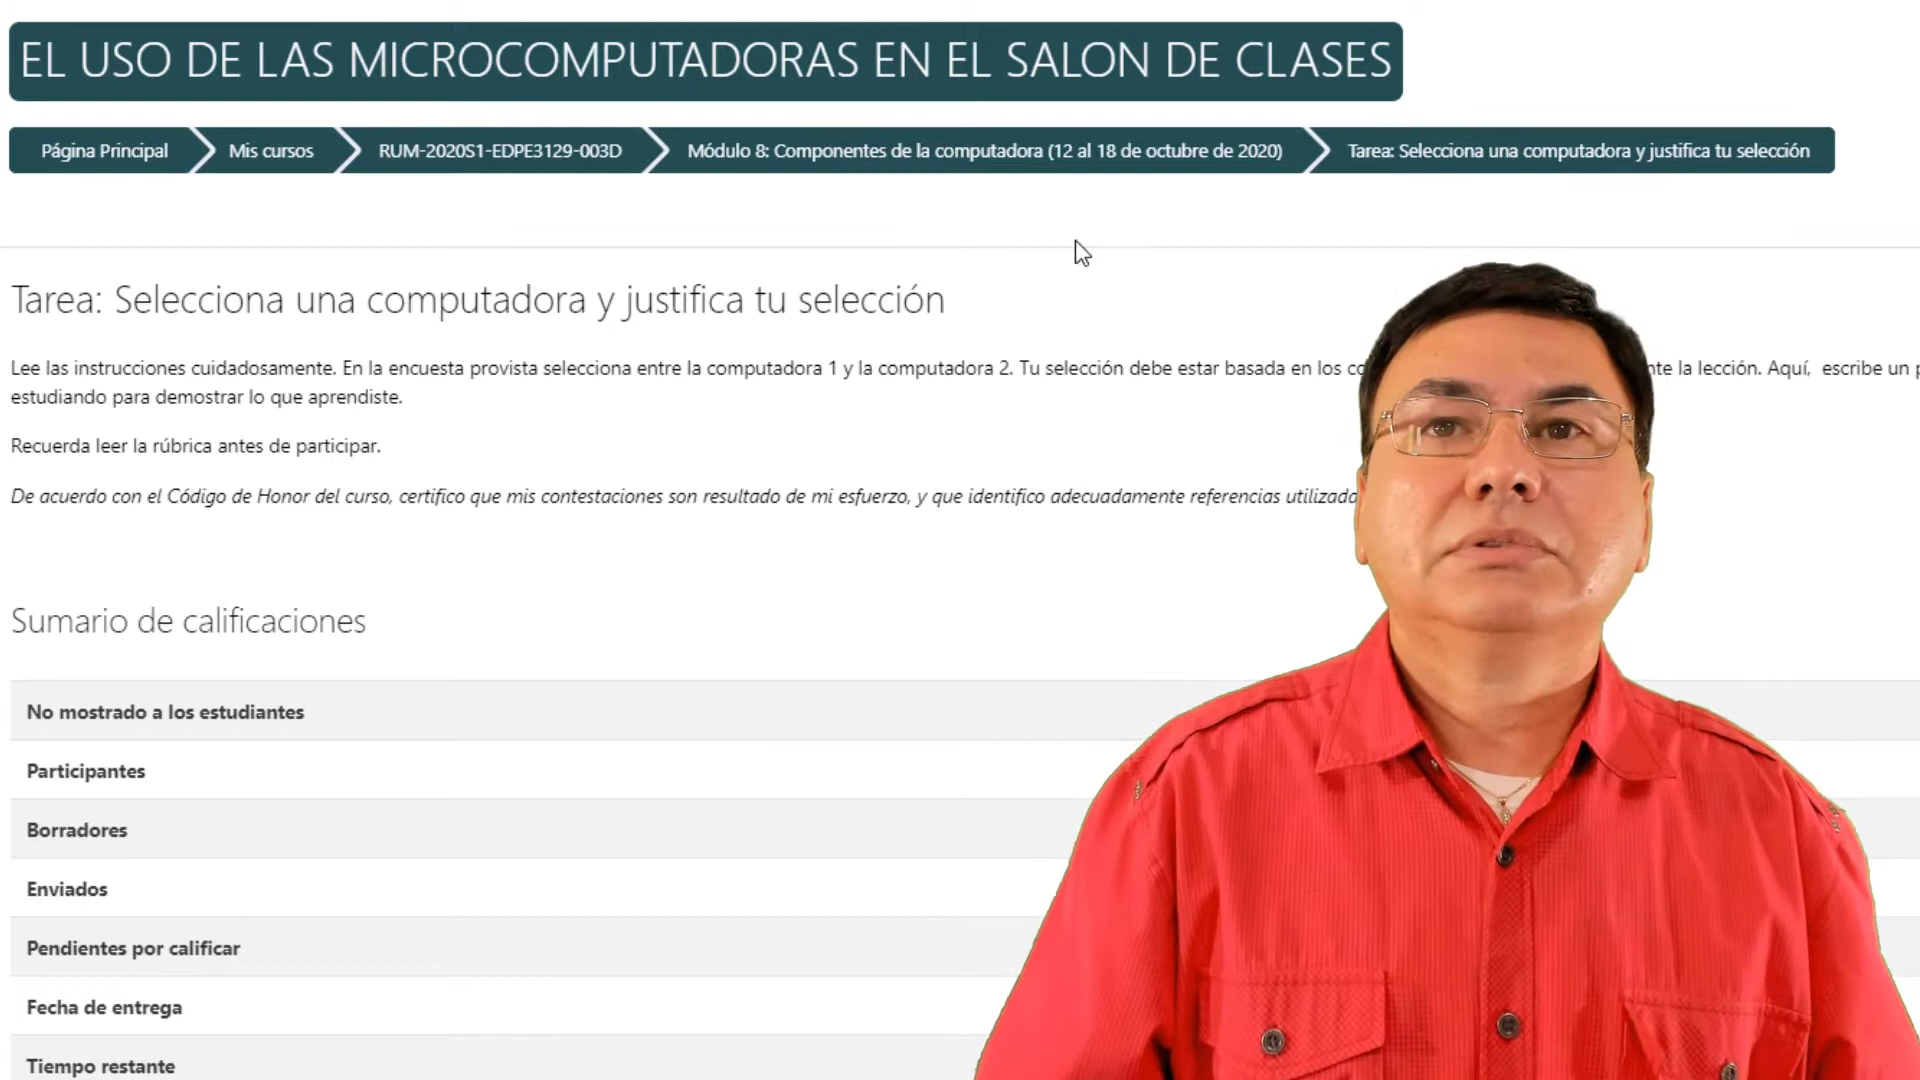 EL USO DE LAS MICROCOMPUTADORAS EN EL SALON DE CLASES
Página Principal
Mis cursos
RUM-2020S1-EDPE3129-003D
Módulo 8: Componentes de la computadora (12 al 18 de octubre de 2020)
Tarea: Selecciona una computadora y justifica tu selección
Tarea: Selecciona una computadora y justifica tu selección
Lee las instrucciones cuidadosamente. En la encuesta provista selecciona entre la computadora 1 y la computadora 2. Tu selección debe estar basada en los la lección. Aquí, escribe un
estudiando para demostrar lo que aprendiste.
Recuerda leer la rúbrica antes de participar.
De acuerdo con el Código de Honor del curso, certifico que mis contestaciones son resultado de mi esfuerzo, y que identifico adecuadamente referencias
Sumario de calificaciones
No mostrado a los estudiantes
Participantes
Borradores
Enviados
Pendientes por calificar
Fecha de entrega
Tiempo restante